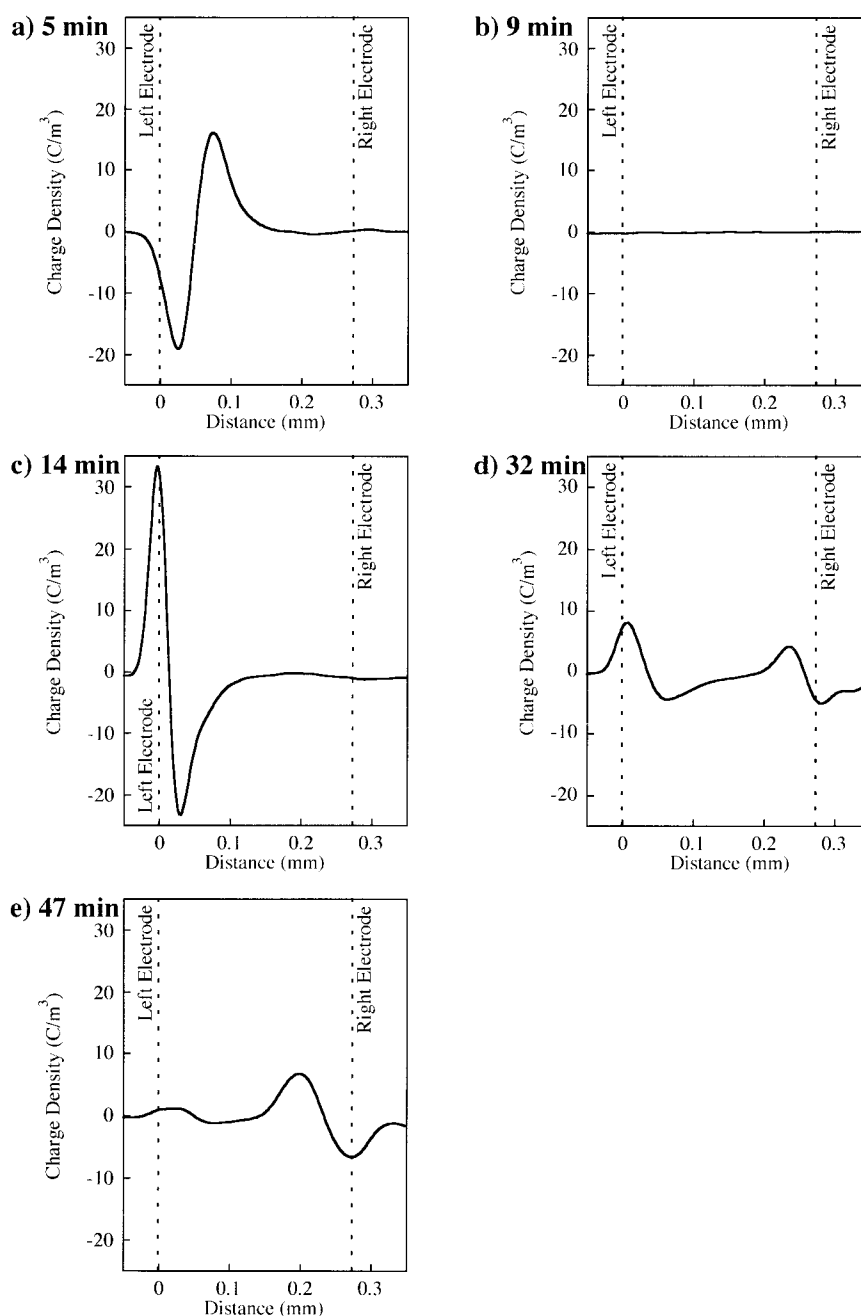 a) 5 min
Charge Density (C/m³)
30
20
10
0
-10
-20
Left Electrode
Right Electrode
0
0.1
0.2
0.3
Distance (mm)
b) 9 min
Charge Density (C/m³)
30
20
10
0
-10
-20
Left Electrode
Right Electrode
0
0.1
0.2
0.3
Distance (mm)
c) 14 min
Charge Density (C/m³)
30
20
10
0
-10
-20
Left Electrode
Right Electrode
0
0.1
0.2
0.3
Distance (mm)
d) 32 min
Charge Density (C/m³)
30
20
10
0
-10
-20
Left Electrode
Right Electrode
0
0.1
0.2
0.3
Distance (mm)
e) 47 min
Charge Density (C/m³)
30
20
10
0
-10
-20
Left Electrode
Right Electrode
0
0.1
0.2
0.3
Distance (mm)